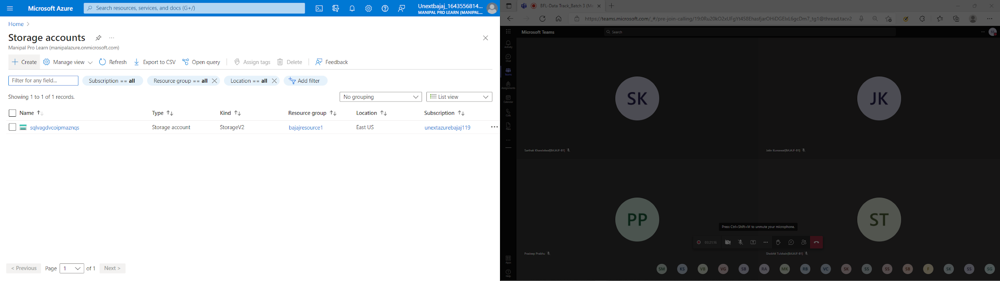 Microsoft Azure
Search resources, services, and docs (G+/)
Unextbajaj_1643556814...
MANIPAL PRO LEARN (MANIPAL...
Home
Storage accounts
Manipal Pro Learn (manipalazure.onmicrosoft.com)
Create
Manage view
Refresh
Export to CSV
Open query
Assign tags
Delete
Feedback
Filter for any field...
Subscription == all
Resource group == all
Location == all
Add filter
Showing 1 to 1 of 1 records.
No grouping
List view
Name
Type
Kind
Resource group
Location
Subscription
sqlvagdvcoipmaznqs
Storage account
StorageV2
bajajresource1
East US
unextazurebajaj119
< Previous
Page
1
of 1
Next >
BFL-Data Track_Batch 3 (Me
https://teams.microsoft.com/_#/pre-join-calling/19:0Ru20kO2xUFgYt458EhasfjarOHiDGElxL6gcDm7_tg1@thread.tacv2
Microsoft Teams
Search
SS
Activity
Chat
Teams
Assignments
Calendar
Calls
Files
Apps
Help
SK
JK
Sarthak Khandelwal[BAJAJF-B1]
Jatin Kumawat[BAJAJF-B1]
PP
ST
Press Ctrl+Shift+M to unmute your microphone.
03:21:16
Pradeep Prabhu
Shobhit Tulshain[BAJAJF-B1]
SM
KS
VB
VG
SB
RA
MK
RB
VC
SK
SS
SS
SB
F
SK
SS
SG